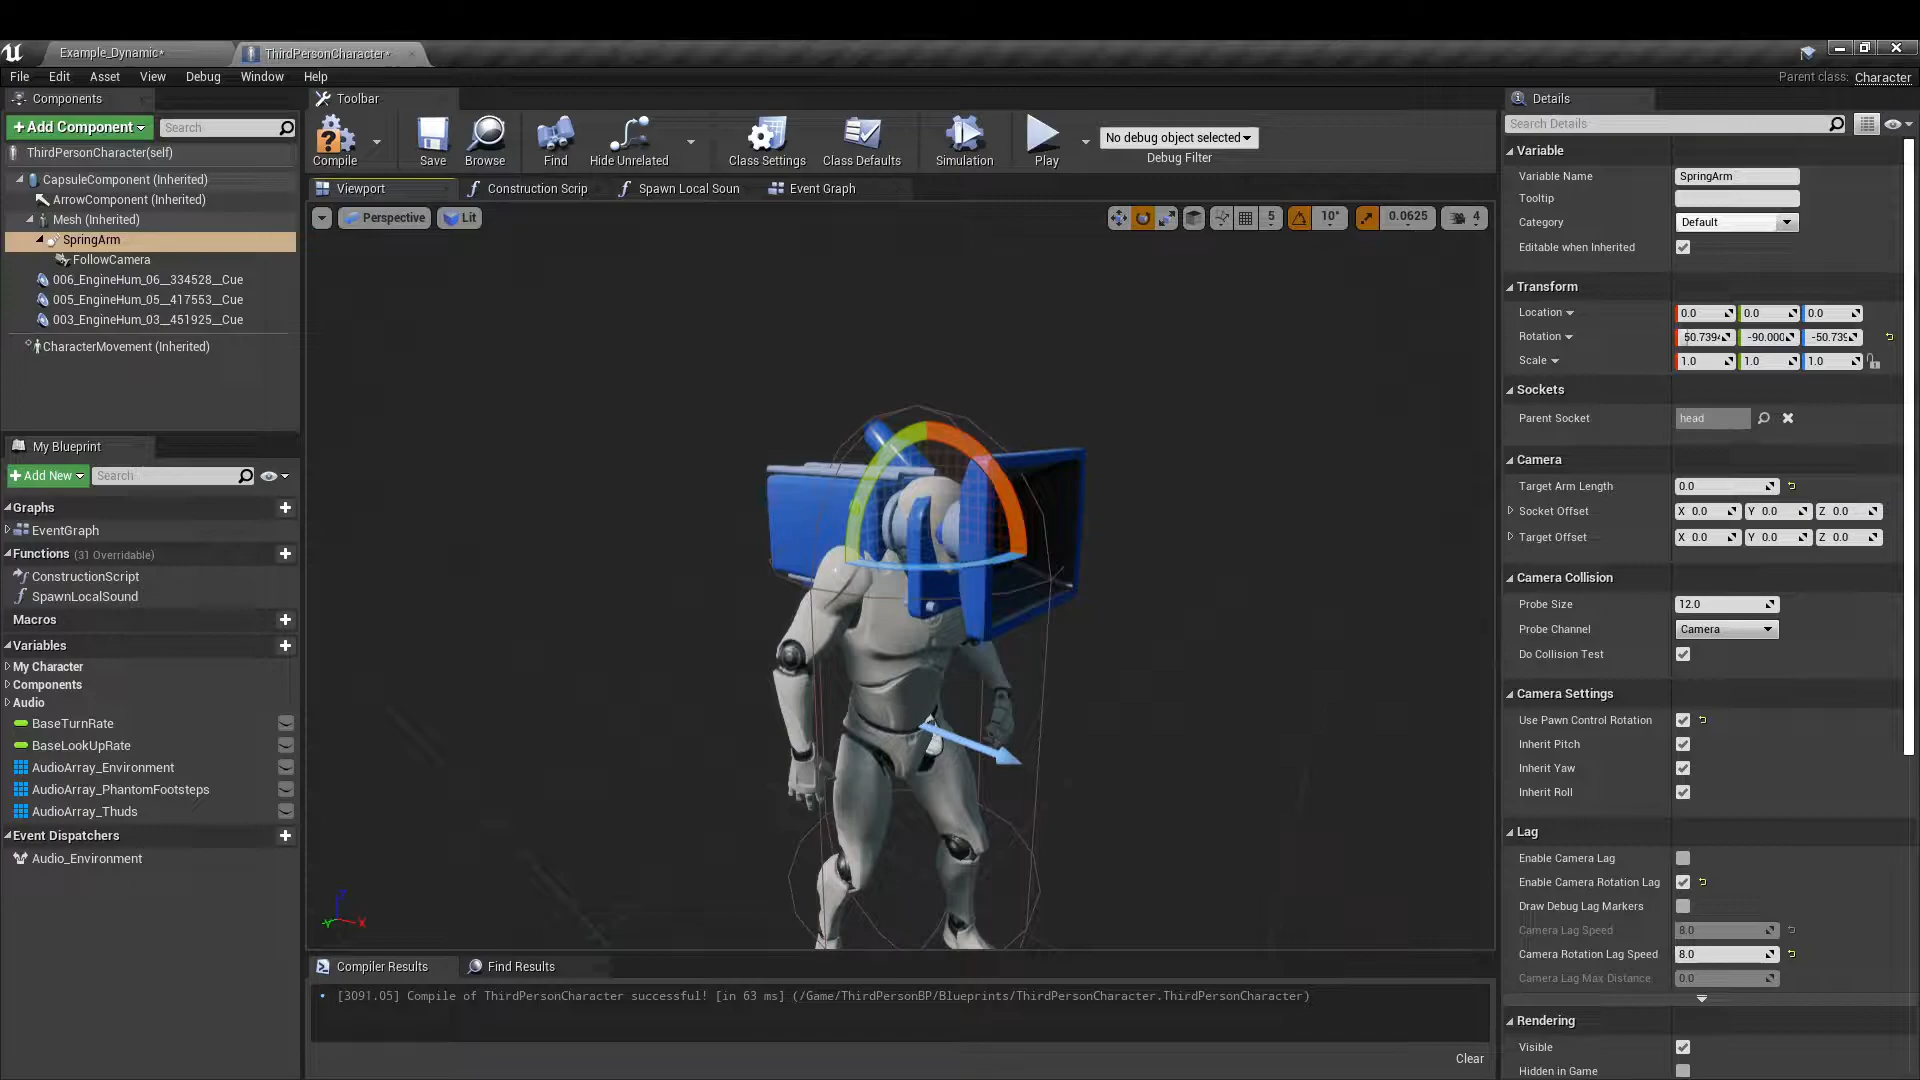 Example_Dynamic*
ThirdPersonCharacter*
File Edit Asset View Debug Window Help
Parent class: Character
Components
Toolbar
Details
+ Add Component
Search
ThirdPersonCharacter(self)
CapsuleComponent (Inherited)
ArrowComponent (Inherited)
Mesh (Inherited)
SpringArm
FollowCamera
006_EngineHum_06__334528__Cue
005_EngineHum_05__417553__Cue
003_EngineHum_03__451925__Cue
CharacterMovement (Inherited)
My Blueprint
+ Add New
Search
Graphs
EventGraph
Functions (31 Overridable)
ConstructionScript
SpawnLocalSound
Macros
Variables
My Character
Components
Audio
BaseTurnRate
BaseLookUpRate
AudioArray_Environment
AudioArray_PhantomFootsteps
AudioArray_Thuds
Event Dispatchers
Audio_Environment
Compile
Save
Browse
Find
Hide Unrelated
Class Settings
Class Defaults
Simulation
Play
No debug object selected
Debug Filter
Viewport
Construction Scrip
Spawn Local Soun
Event Graph
Perspective
Lit
5
10°
0.0625
4
Z
Y
X
Compiler Results
Find Results
[3091.05] Compile of ThirdPersonCharacter successful! [in 63 ms] (/Game/ThirdPersonBP/Blueprints/ThirdPersonCharacter.ThirdPersonCharacter)
Clear
Search Details
Variable
Variable Name SpringArm
Tooltip
Category Default
Editable when Inherited
Transform
Location 0.0 0.0 0.0
Rotation 50.7394 -90.000 -50.739
Scale 1.0 1.0 1.0
Sockets
Parent Socket head
Camera
Target Arm Length 0.0
Socket Offset X 0.0 Y 0.0 Z 0.0
Target Offset X 0.0 Y 0.0 Z 0.0
Camera Collision
Probe Size 12.0
Probe Channel Camera
Do Collision Test
Camera Settings
Use Pawn Control Rotation
Inherit Pitch
Inherit Yaw
Inherit Roll
Lag
Enable Camera Lag
Enable Camera Rotation Lag
Draw Debug Lag Markers
Camera Lag Speed 8.0
Camera Rotation Lag Speed 8.0
Camera Lag Max Distance 0.0
Rendering
Visible
Hidden in Game